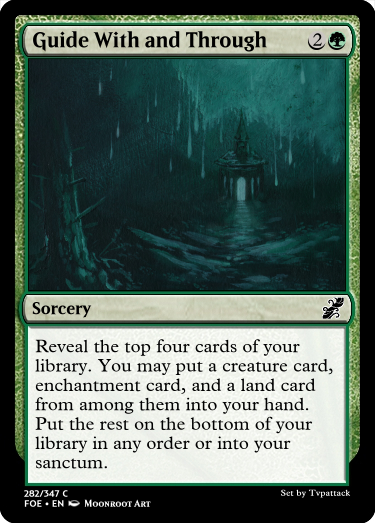 Guide With and Through 2
Sorcery
Reveal the top four cards of your
library. You may put a creature card,
enchantment card, and a land card
from among them into your hand.
Put the rest on the bottom of your
library in any order or into your
sanctum.
282/347 C
FOE • EN Moonroot Art
Set by Tvpattack